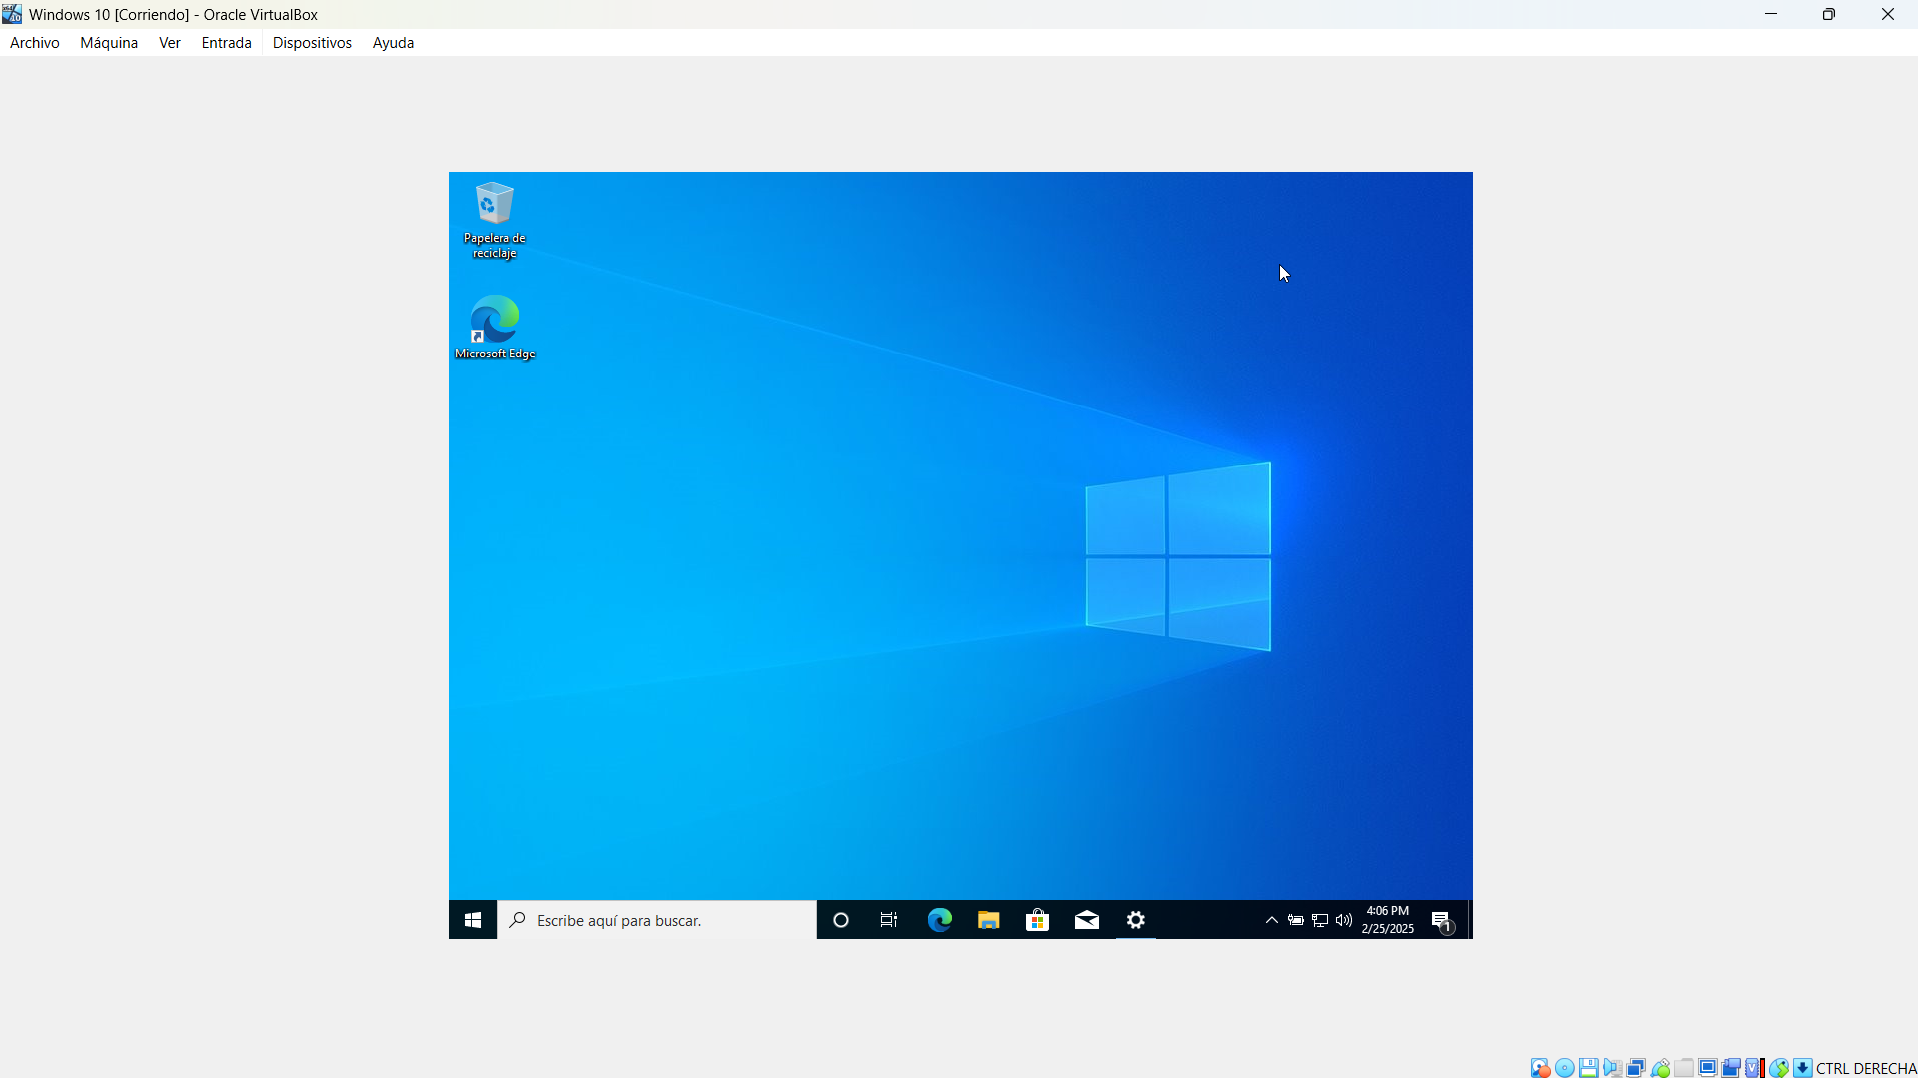 Windows 10 [Corriendo] - Oracle VirtualBox
Archivo Máquina Ver Entrada Dispositivos Ayuda
Papelera de
reciclaje
Microsoft Edge
Escribe aquí para buscar.
4:06 PM
2/25/2025
1
CTRL DERECHA